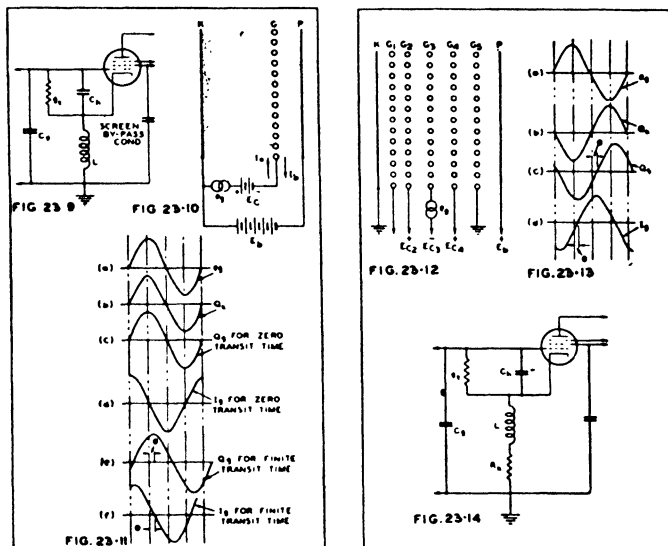 SCREEN
BY-PASS
COND
Ch
Cg
L
FIG 23-9
K
G
P
Ec
Eb
FIG 23-10
(a)
(b)
(c)
Qg FOR ZERO
TRANSIT TIME
(d)
Ig FOR ZERO
TRANSIT TIME
(e)
Qg FOR FINITE
TRANSIT TIME
(f)
Ig FOR FINITE
TRANSIT TIME
FIG 23-11
K G1 G2 G3 G4 G5 P
EC2 EC3 EC4 Eb
FIG.23-12
(a)
(b)
(c)
(d)
FIG.23-13
Ch
Cg
L
FIG.23-14